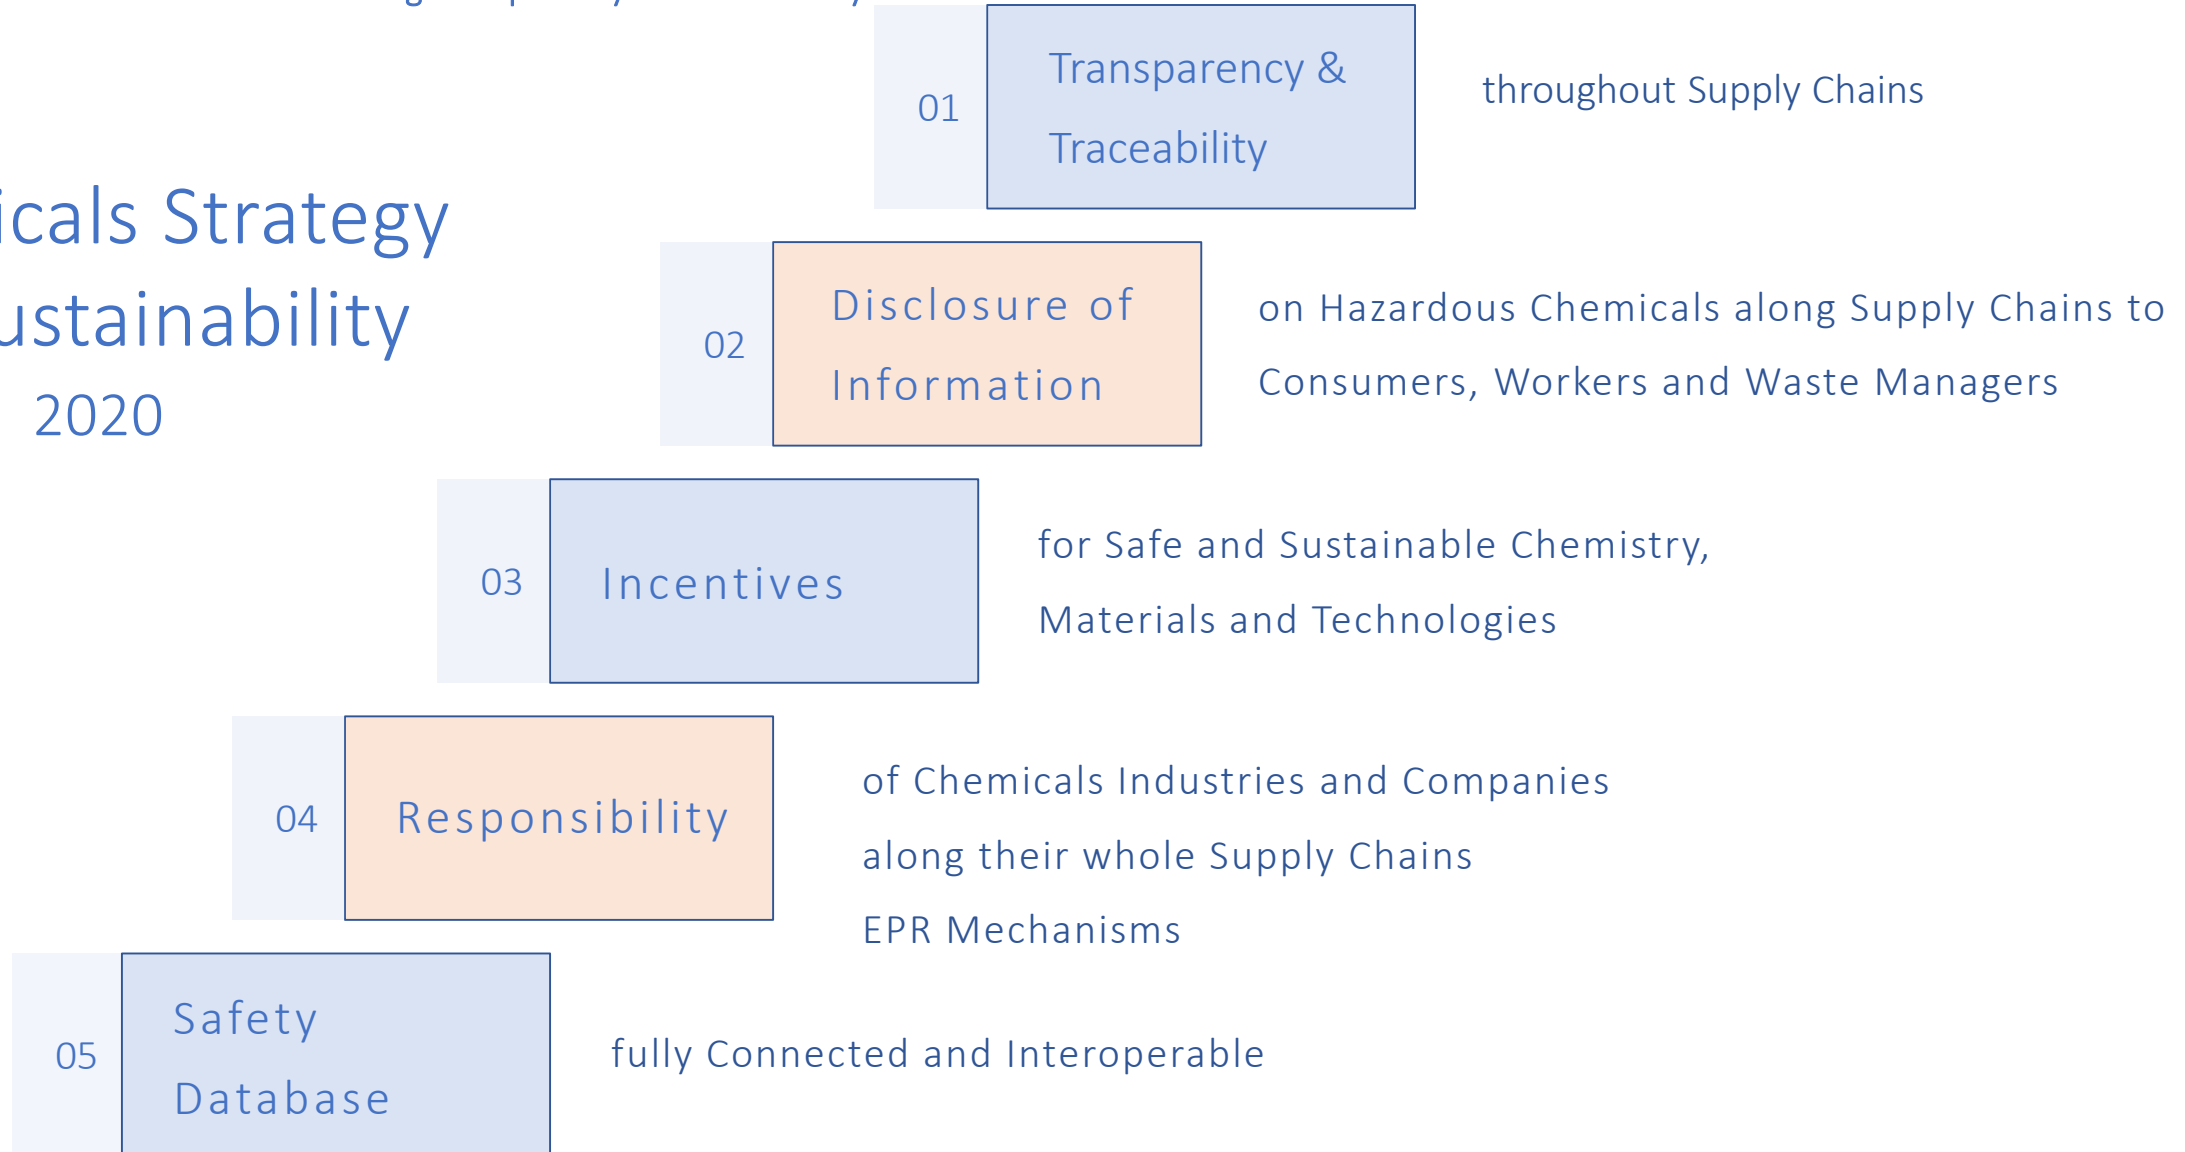 01
Transparency &
Traceability
throughout Supply Chains
Strategy
2020
02
Disclosure of
Information
on Hazardous Chemicals along Supply Chains to
Consumers, Workers and Waste Managers
03
Incentives
for Safe and Sustainable Chemistry,
Materials and Technologies
04
Responsibility
of Chemicals Industries and Companies
along their whole Supply Chains
EPR Mechanisms
05
Safety
Database
fully Connected and Interoperable